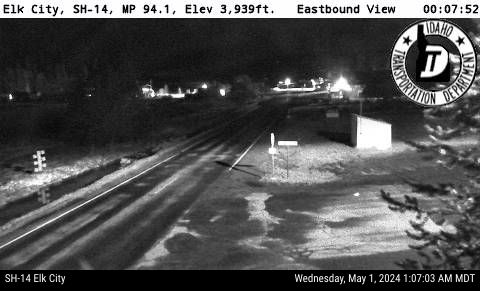 Elk City, SH-14, MP 94.1, Elev 3,939ft. Eastbound View 00:07:52
IDAHO
TRANSPORTATION DEPARTMENT
SH-14 Elk City Wednesday, May 1, 2024 1:07:03 AM MDT